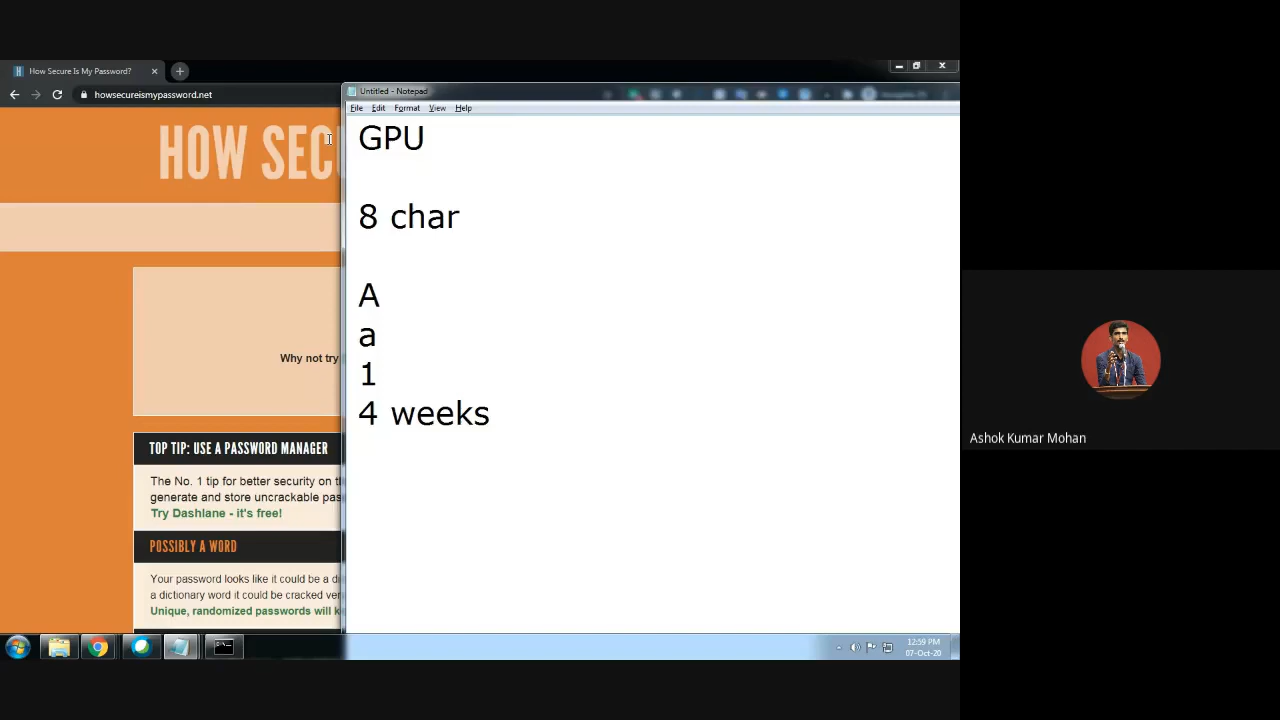 How Secure Is My Password?
howsecureismypassword.net
HOW SECU
Why not try
TOP TIP: USE A PASSWORD MANAGER
The No. 1 tip for better security on t
generate and store uncrackable pas
Try Dashlane - it's free!
POSSIBLY A WORD
Your password looks like it could be a di
a dictionary word it could be cracked ver
Unique, randomized passwords will k
Untitled - Notepad
File Edit Format View Help
GPU
8 char
A
a
1
4 weeks
12:59 PM
07-Oct-20
Ashok Kumar Mohan